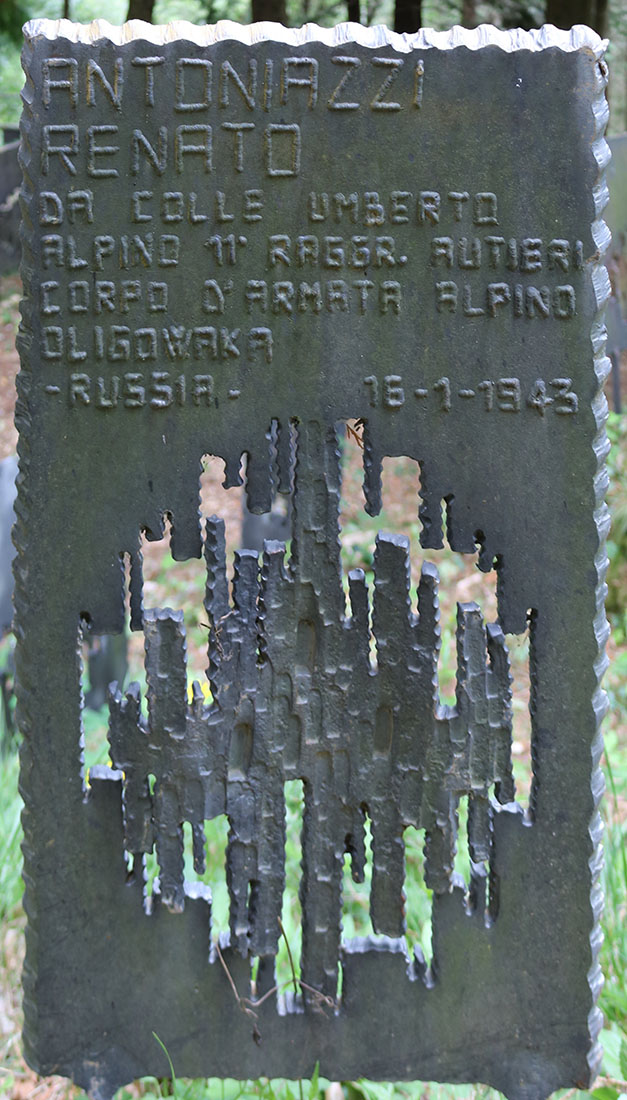 ANTONIAZZI
RENATO
DA COLLE UMBERTO
ALPINO 11° RAGGR. AUTIERI
CORPO D'ARMATA ALPINO
OLIGOWAKA
-RUSSIA- 16-1-1943